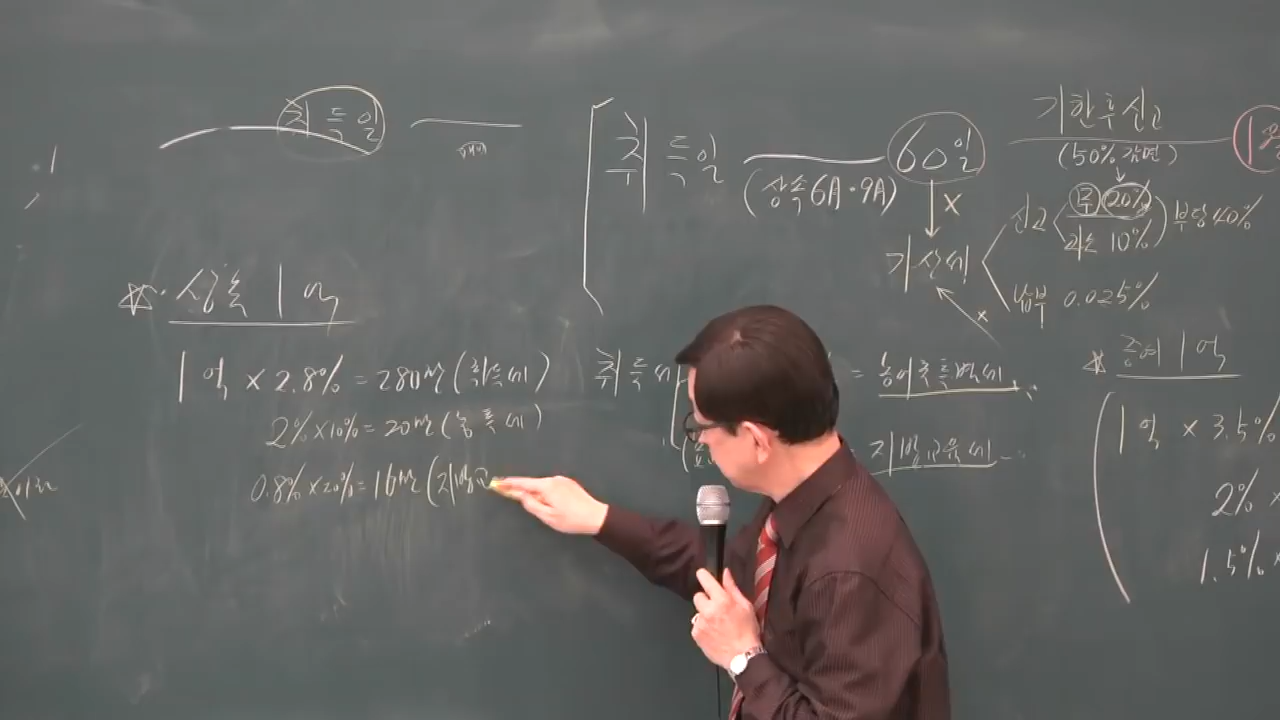 취득일
취득일 60일
(상속 6月·9月) X
기한후신고
(50% 감면)
신고 무 20% 부당 40%
과소 10%
가산세
납부 0.025%
x
☆·상속 1억
1억 × 2.8% = 280만 (취득세)
2% × 10% = 20만 (농특세)
0.8% × 20% = 16만 (지방교
취득세
= 농어촌특별세
지방교육세
☆ 증여 1억
1억 × 3.5%
2% ×
1.5% ×